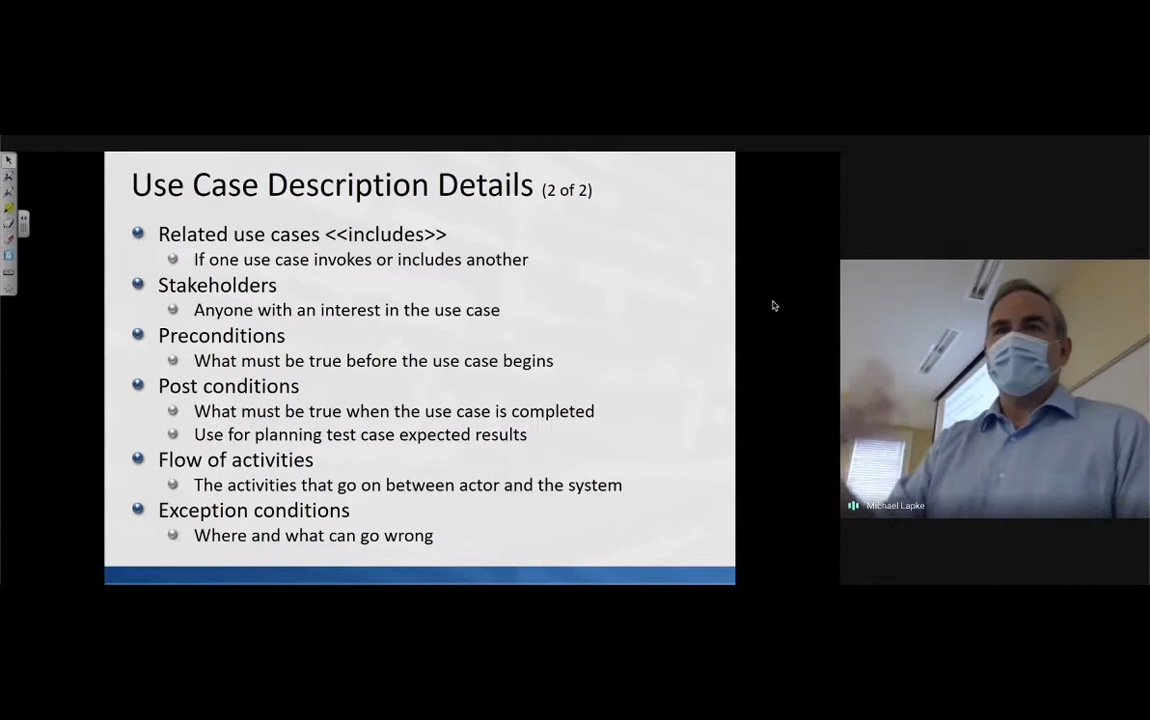 Use Case Description Details (2 of 2)
Related use cases <<includes>>
If one use case invokes or includes another
Stakeholders
Anyone with an interest in the use case
Preconditions
What must be true before the use case begins
Post conditions
What must be true when the use case is completed
Use for planning test case expected results
Flow of activities
The activities that go on between actor and the system
Exception conditions
Where and what can go wrong
Michael Lapke